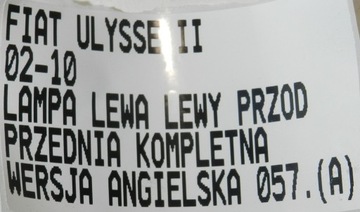 FIAT ULYSSE II
02-10
LAMPA LEWA LEWY PRZOD
PRZEDNIA KOMPLETNA
WERSJA ANGIELSKA 057.(A)